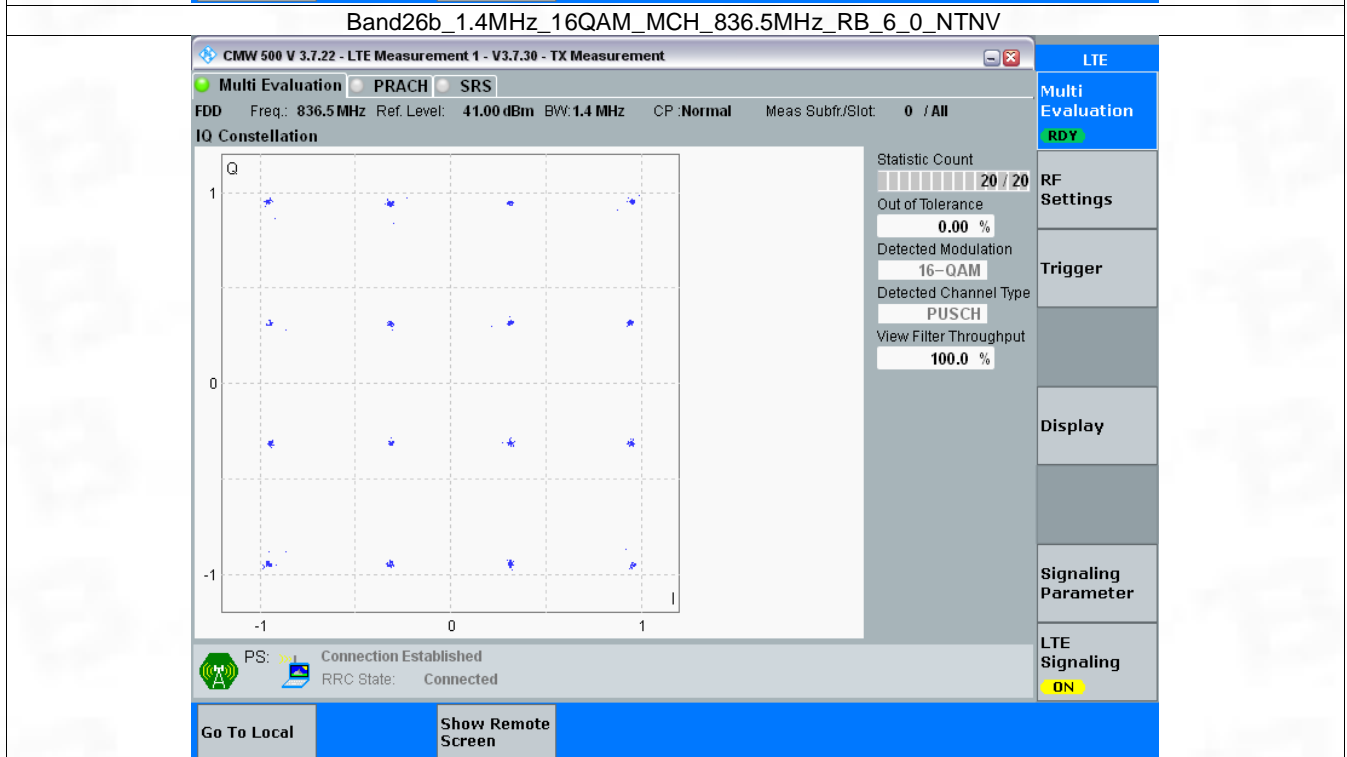 Band26b_1.4MHz_16QAM_MCH_836.5MHz_RB_6_0_NTNV
CMW 500 V 3.7.22 - LTE Measurement 1 - V3.7.30 - TX Measurement
LTE
Multi Evaluation PRACH SRS
Multi
Evaluation
RDY
FDD Freq.: 836.5 MHz Ref. Level: 41.00 dBm BW: 1.4 MHz CP :Normal Meas Subfr./Slot: 0 / All
IQ Constellation
Q
1
0
-1
I
-1 0 1
Statistic Count
20 / 20
Out of Tolerance
0.00 %
Detected Modulation
16-QAM
Detected Channel Type
PUSCH
View Filter Throughput
100.0 %
RF
Settings
Trigger
Display
Signaling
Parameter
LTE
Signaling
ON
PS: Connection Established
RRC State: Connected
Go To Local
Show Remote
Screen